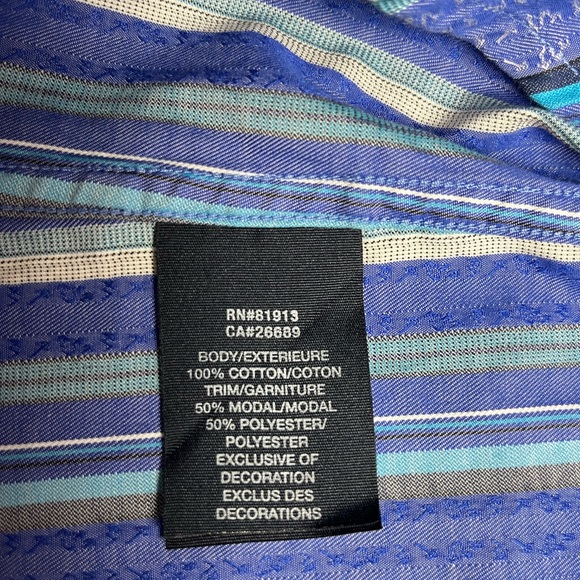 RN#81913
CA#26689
BODY/EXTERIEURE
100% COTTON/COTON
TRIM/GARNITURE
50% MODAL/MODAL
50% POLYESTER/
POLYESTER
EXCLUSIVE OF
DECORATION
EXCLUS DES
DECORATIONS